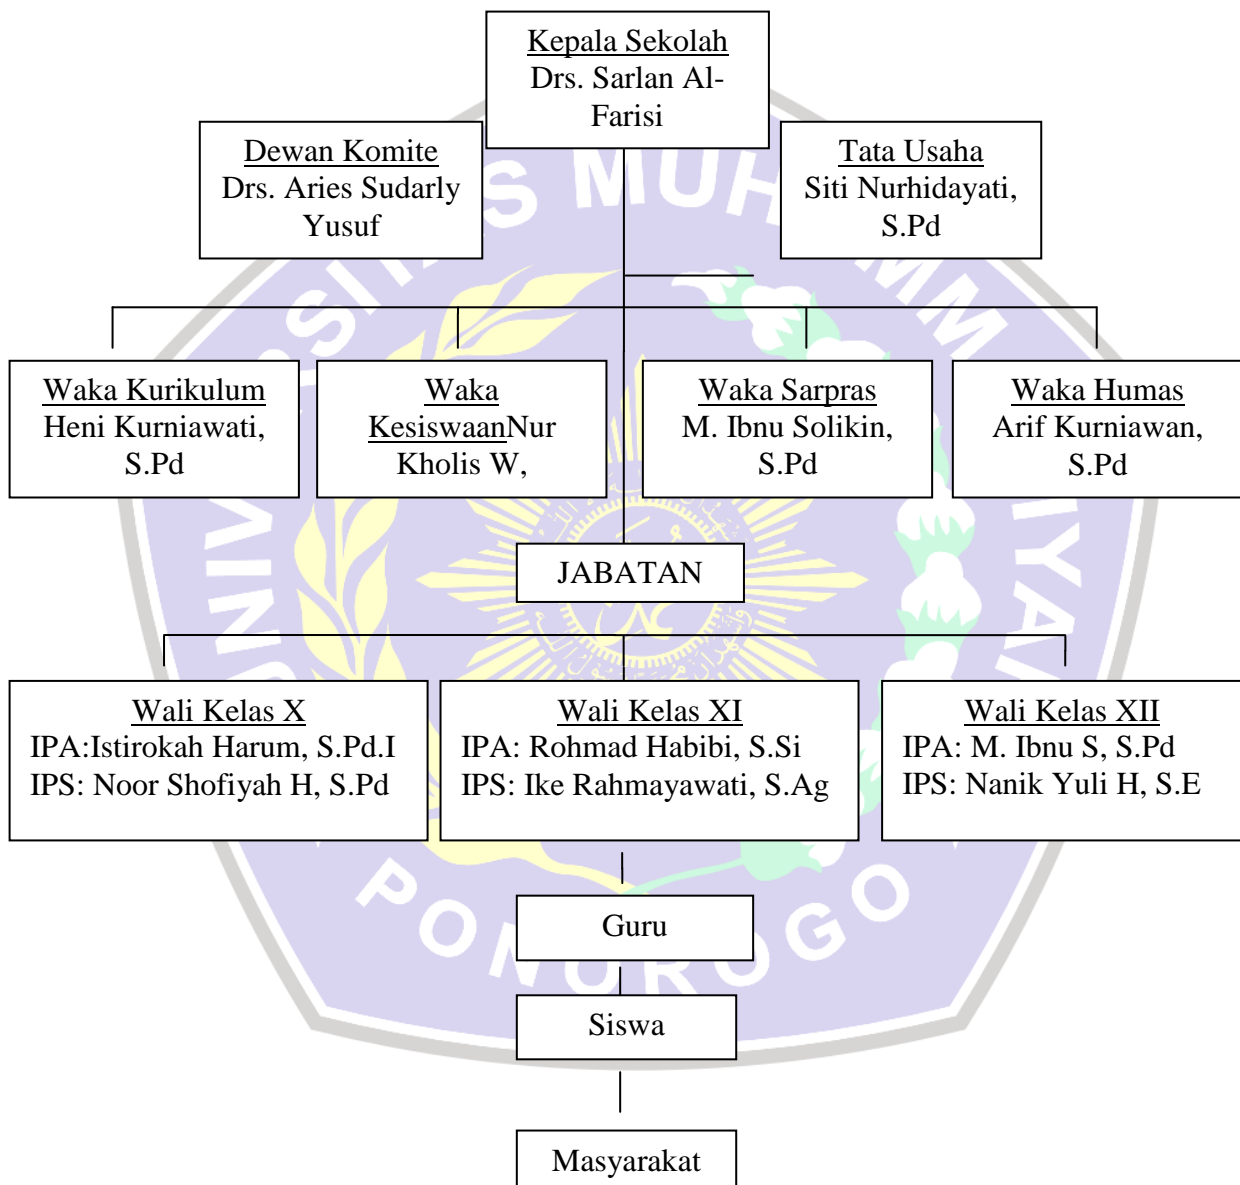 Kepala Sekolah
Drs. Sarlan Al-
Farisi
Dewan Komite
Drs. Aries Sudarly
Yusuf
Tata Usaha
Siti Nurhidayati,
S.Pd
Waka Kurikulum
Heni Kurniawati,
S.Pd
Waka
KesiswaanNur
Kholis W,
Waka Sarpras
M. Ibnu Solikin,
S.Pd
Waka Humas
Arif Kurniawan,
S.Pd
JABATAN
Wali Kelas X
IPA:Istirokah Harum, S.Pd.I
IPS: Noor Shofiyah H, S.Pd
Wali Kelas XI
IPA: Rohmad Habibi, S.Si
IPS: Ike Rahmayawati, S.Ag
Wali Kelas XII
IPA: M. Ibnu S, S.Pd
IPS: Nanik Yuli H, S.E
Guru
Siswa
Masyarakat
PONOROGO